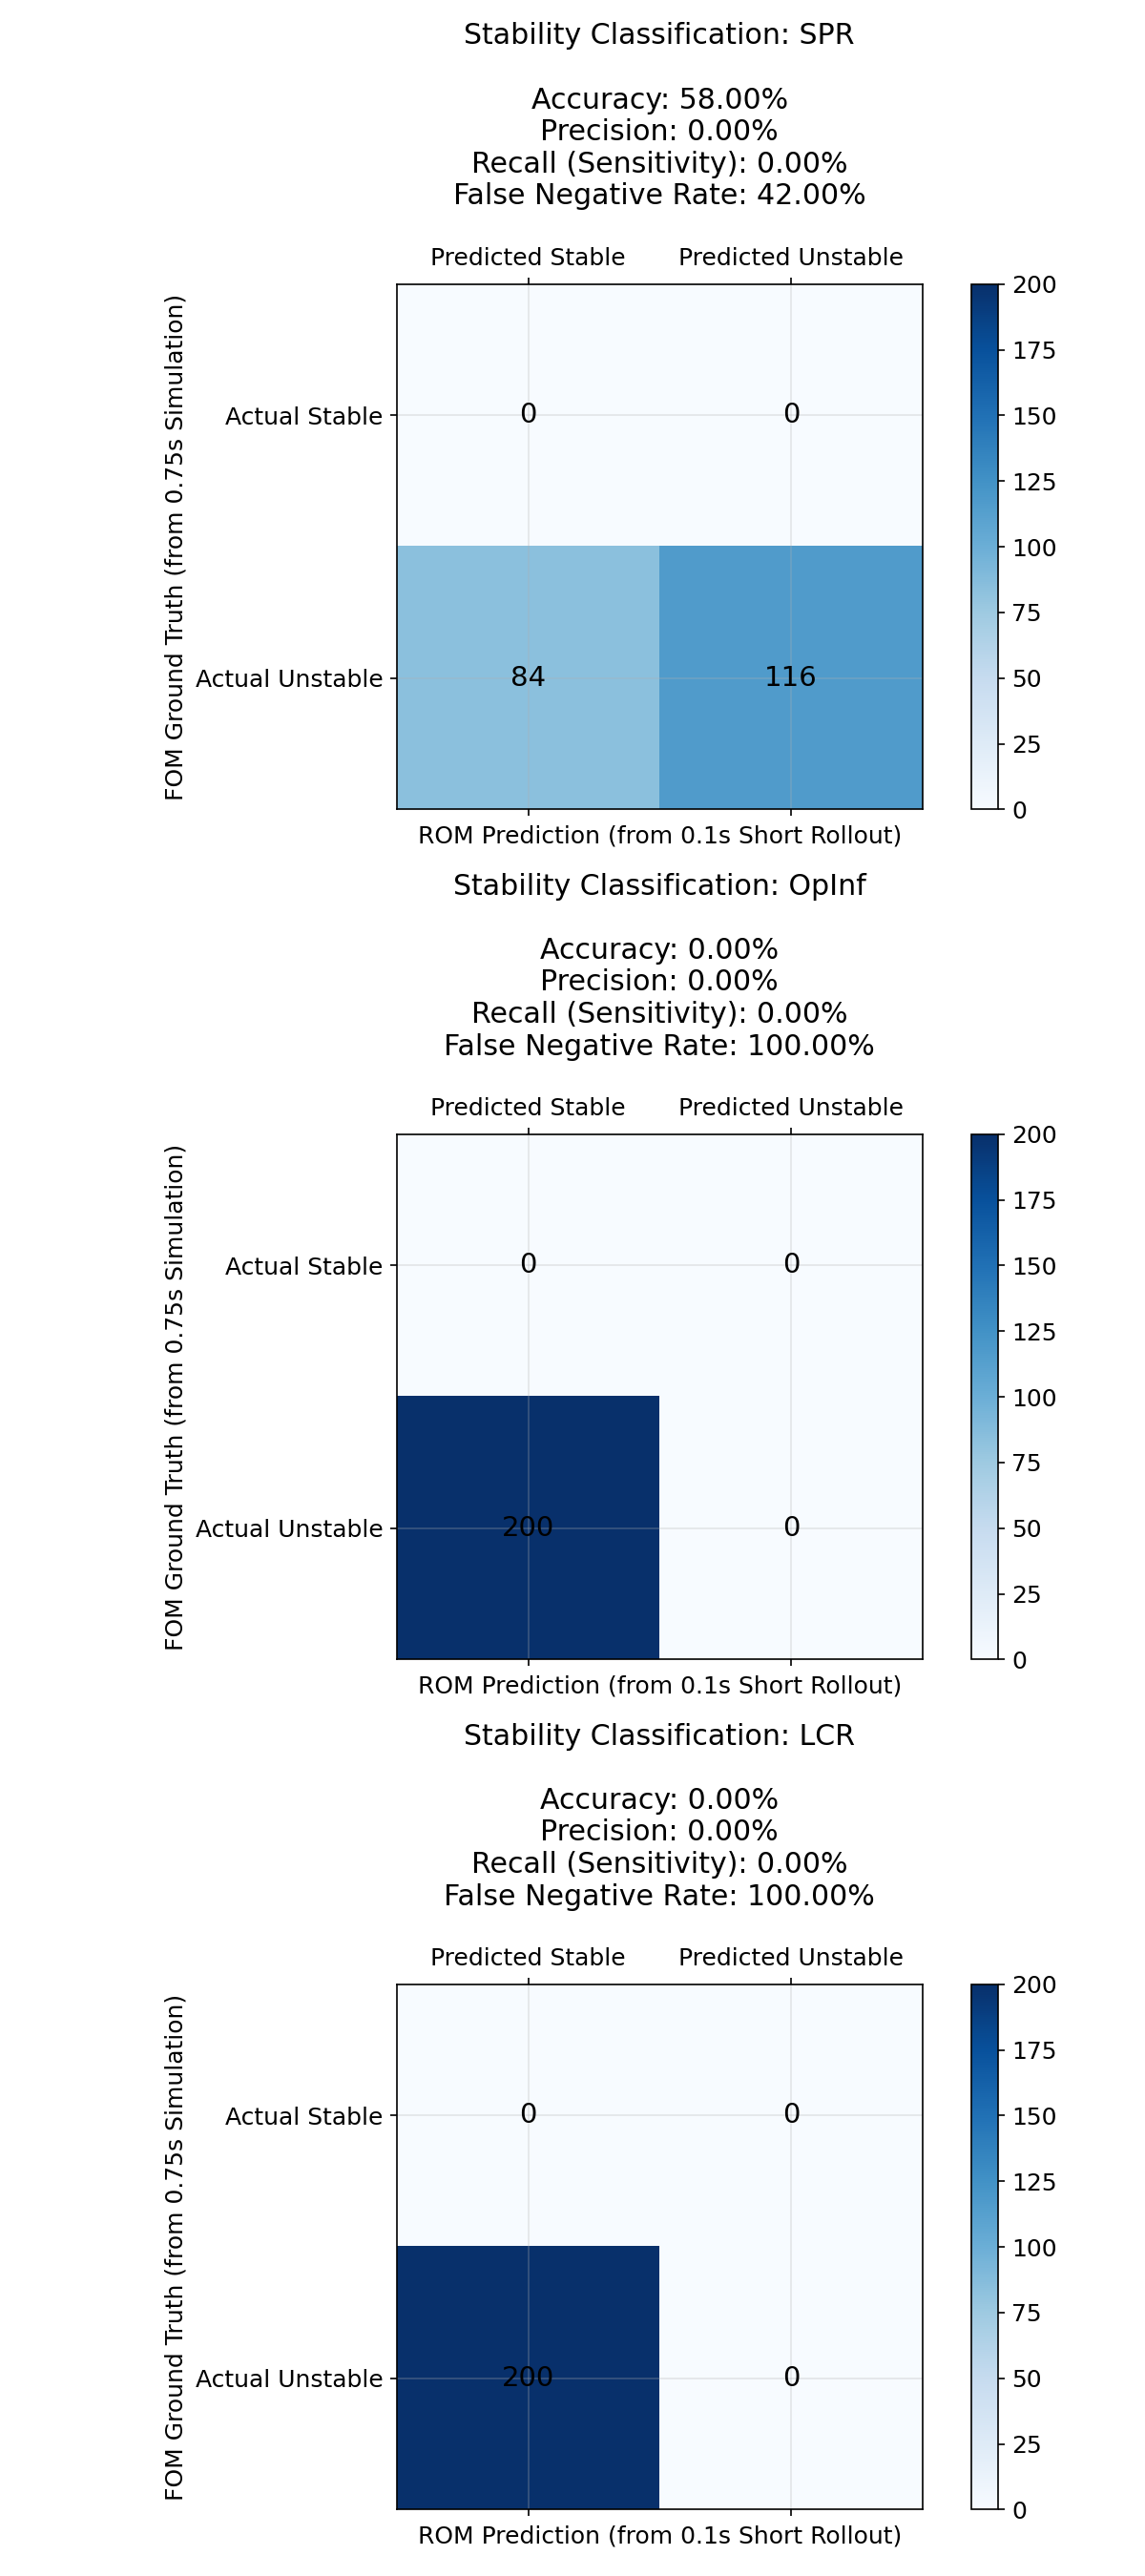 Stability Classification: SPR
Accuracy: 58.00%
Precision: 0.00%
Recall (Sensitivity): 0.00%
False Negative Rate: 42.00%
Predicted Stable
Predicted Unstable
FOM Ground Truth (from 0.75s Simulation)
Actual Stable
0
0
Actual Unstable
84
116
ROM Prediction (from 0.1s Short Rollout)
200
175
150
125
100
75
50
25
0
Stability Classification: OpInf
Accuracy: 0.00%
Precision: 0.00%
Recall (Sensitivity): 0.00%
False Negative Rate: 100.00%
Predicted Stable
Predicted Unstable
FOM Ground Truth (from 0.75s Simulation)
Actual Stable
0
0
Actual Unstable
200
0
ROM Prediction (from 0.1s Short Rollout)
200
175
150
125
100
75
50
25
0
Stability Classification: LCR
Accuracy: 0.00%
Precision: 0.00%
Recall (Sensitivity): 0.00%
False Negative Rate: 100.00%
Predicted Stable
Predicted Unstable
FOM Ground Truth (from 0.75s Simulation)
Actual Stable
0
0
Actual Unstable
200
0
ROM Prediction (from 0.1s Short Rollout)
200
175
150
125
100
75
50
25
0